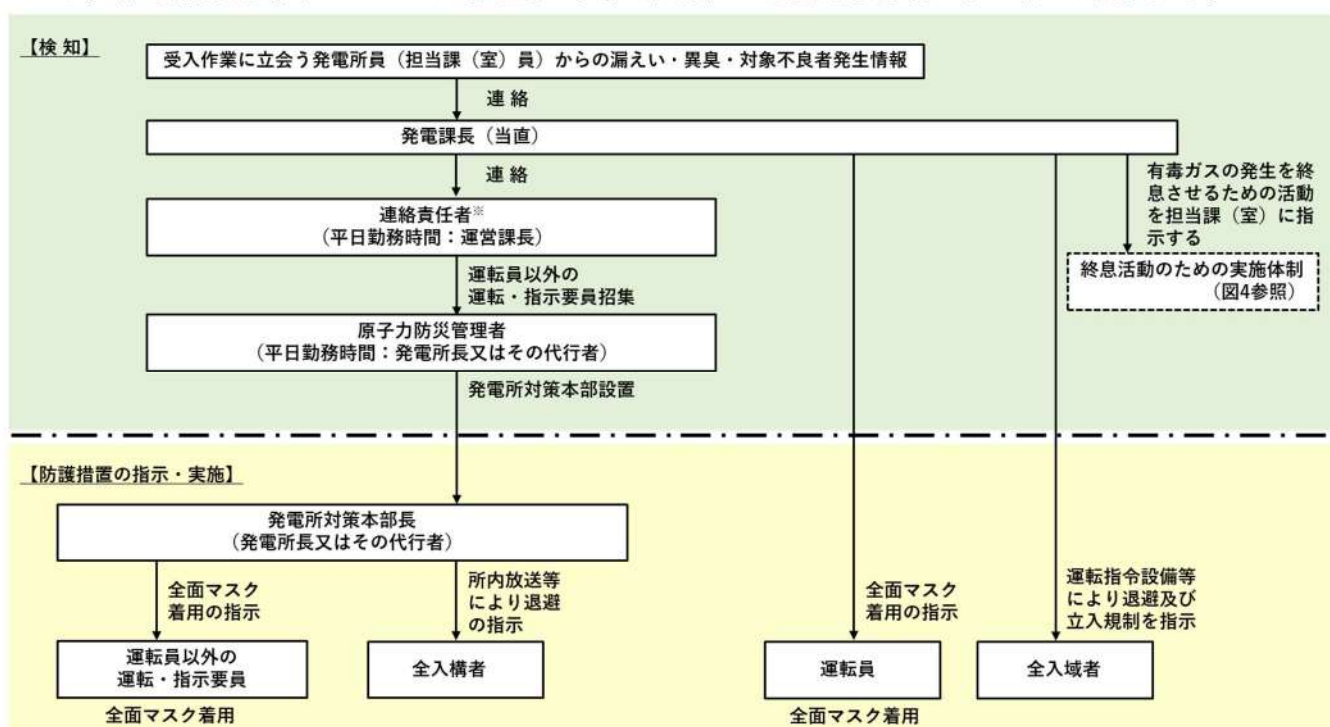 【検 知】
受入作業に立会う発電所員（担当課（室）員）からの漏えい・異臭・対象不良者発生情報
連 絡
発電課長（当直）
連 絡
連絡責任者※
（平日勤務時間：運営課長）
運転員以外の
運転・指示要員招集
原子力防災管理者
（平日勤務時間：発電所長又はその代行者）
発電所対策本部設置
有毒ガスの発生を終
息させるための活動
を担当課（室）に指
示する
終息活動のための実施体制
（図4参照）
【防護措置の指示・実施】
発電所対策本部長
（発電所長又はその代行者）
全面マスク
着用の指示
所内放送等
により退避
の指示
全面マスク
着用の指示
運転指令設備等
により退避及び
立入規制を指示
運転員以外の
運転・指示要員
全入構者
運転員
全入域者
全面マスク着用
全面マスク着用